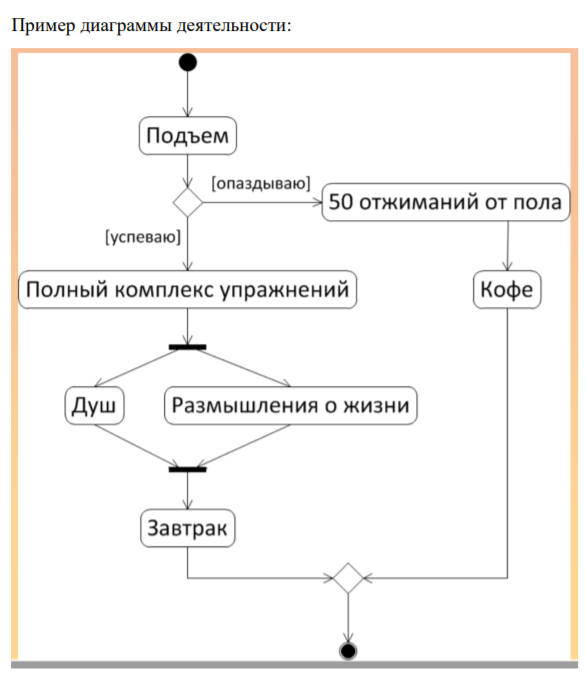 Пример диаграммы деятельности:
Подъем
[опаздываю]
50 отжиманий от пола
[успеваю]
Полный комплекс упражнений
Кофе
Душ
Размышления о жизни
Завтрак